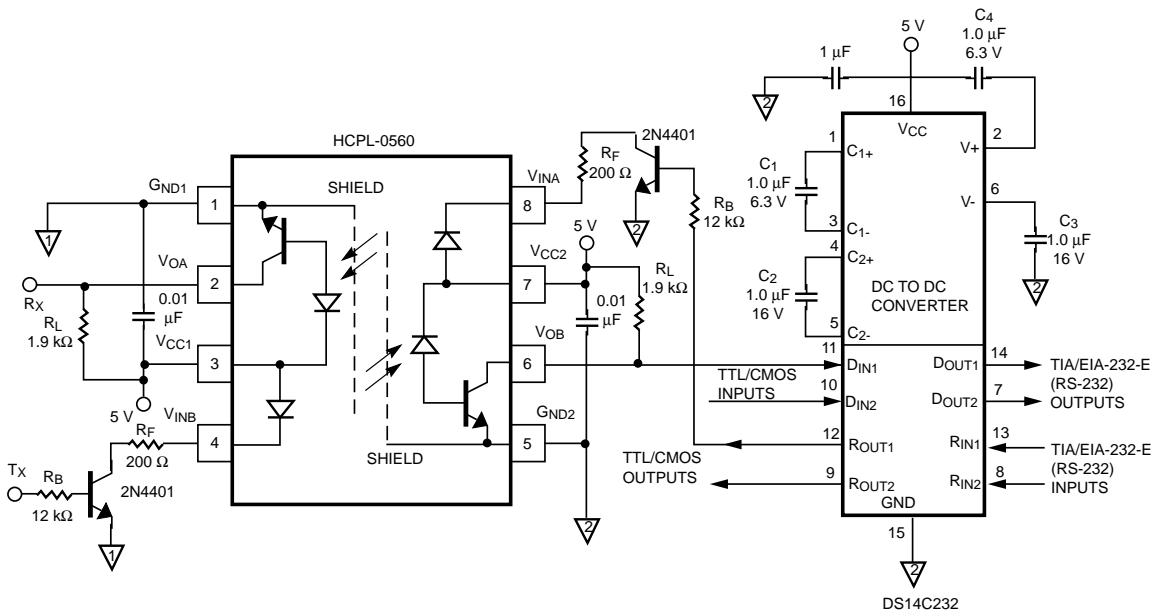 HCPL-0560
SHIELD
SHIELD
GND1
1
VOA
2
VCC1
3
VINB
4
VINA
8
VCC2
7
VOB
6
GND2
5
1
RX
RL
1.9 kΩ
0.01
µF
5 V
RF
200 Ω
TX
RB
12 kΩ
2N4401
1
RF
200 Ω
2N4401
2
RB
12 kΩ
5 V
0.01
µF
RL
1.9 kΩ
2
2
1 µF
5 V
C4
1.0 µF
6.3 V
16
VCC
1
C1+
C1
1.0 µF
6.3 V
3
C1-
4
C2+
C2
1.0 µF
16 V
5
C2-
2
V+
6
V-
C3
1.0 µF
16 V
2
DC TO DC
CONVERTER
11
DIN1
TTL/CMOS
INPUTS
10
DIN2
12
ROUT1
TTL/CMOS
OUTPUTS
9
ROUT2
DOUT1
14
TIA/EIA-232-E
(RS-232)
OUTPUTS
DOUT2
7
RIN1
13
TIA/EIA-232-E
(RS-232)
INPUTS
RIN2
8
GND
15
2
DS14C232